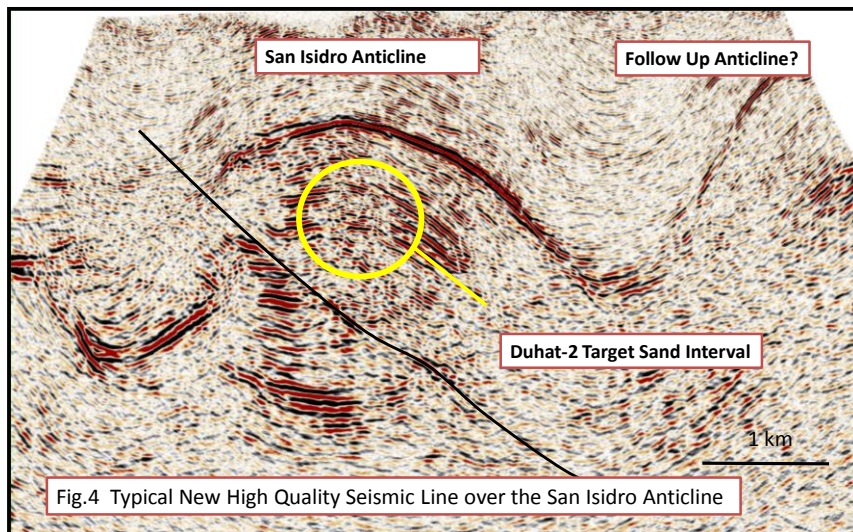 San Isidro Anticline
Follow Up Anticline?
Duhat-2 Target Sand Interval
1 km
Fig.4 Typical New High Quality Seismic Line over the San Isidro Anticline